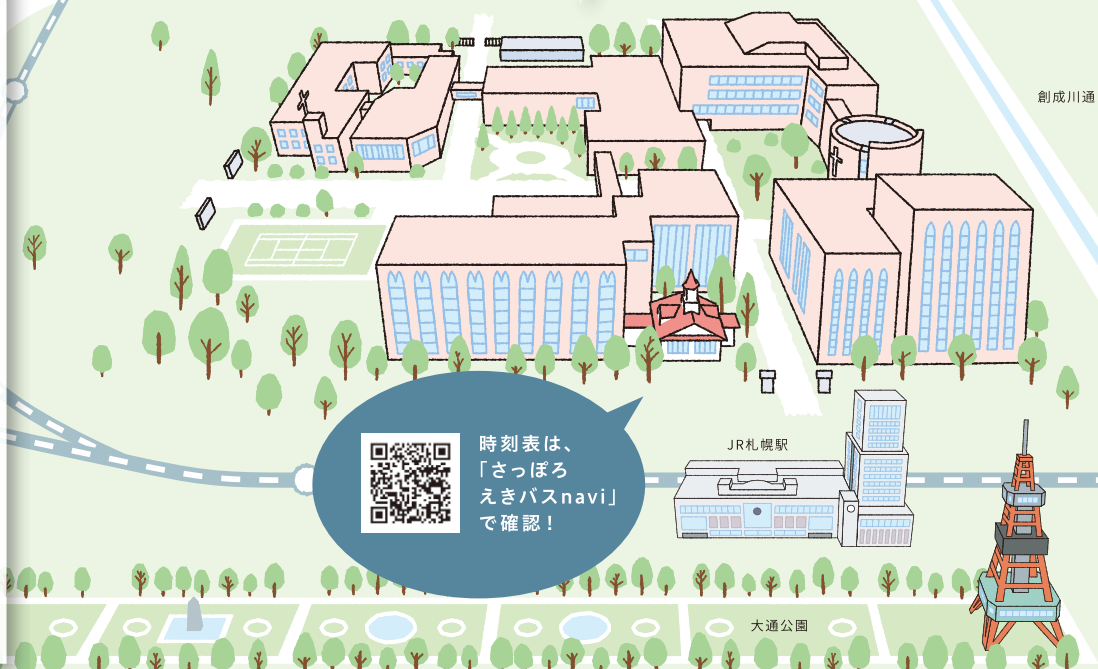 創成川通
JR札幌駅
時刻表は、
「さっぽろ
えきバスnavi」
で確認！
大通公園